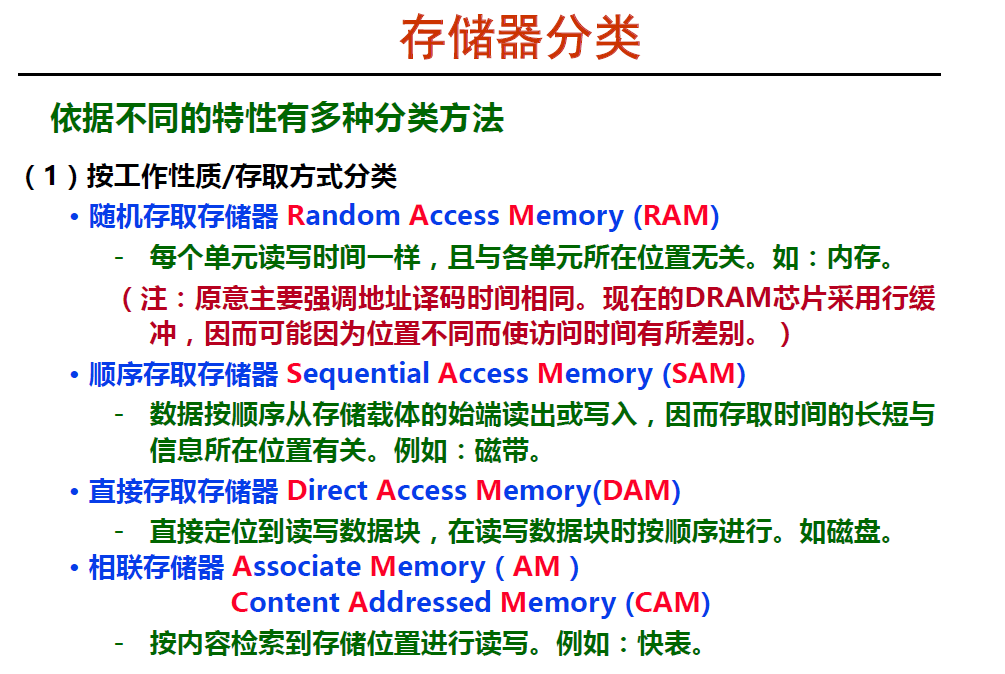 存储器分类
依据不同的特性有多种分类方法
（1）按工作性质/存取方式分类
• 随机存取存储器 Random Access Memory (RAM)
- 每个单元读写时间一样，且与各单元所在位置无关。如：内存。
（注：原意主要强调地址译码时间相同。现在的DRAM芯片采用行缓
冲，因而可能因为位置不同而使访问时间有所差别。）
• 顺序存取存储器 Sequential Access Memory (SAM)
- 数据按顺序从存储载体的始端读出或写入，因而存取时间的长短与
信息所在位置有关。例如：磁带。
• 直接存取存储器 Direct Access Memory(DAM)
- 直接定位到读写数据块，在读写数据块时按顺序进行。如磁盘。
• 相联存储器 Associate Memory（AM）
Content Addressed Memory (CAM)
- 按内容检索到存储位置进行读写。例如：快表。